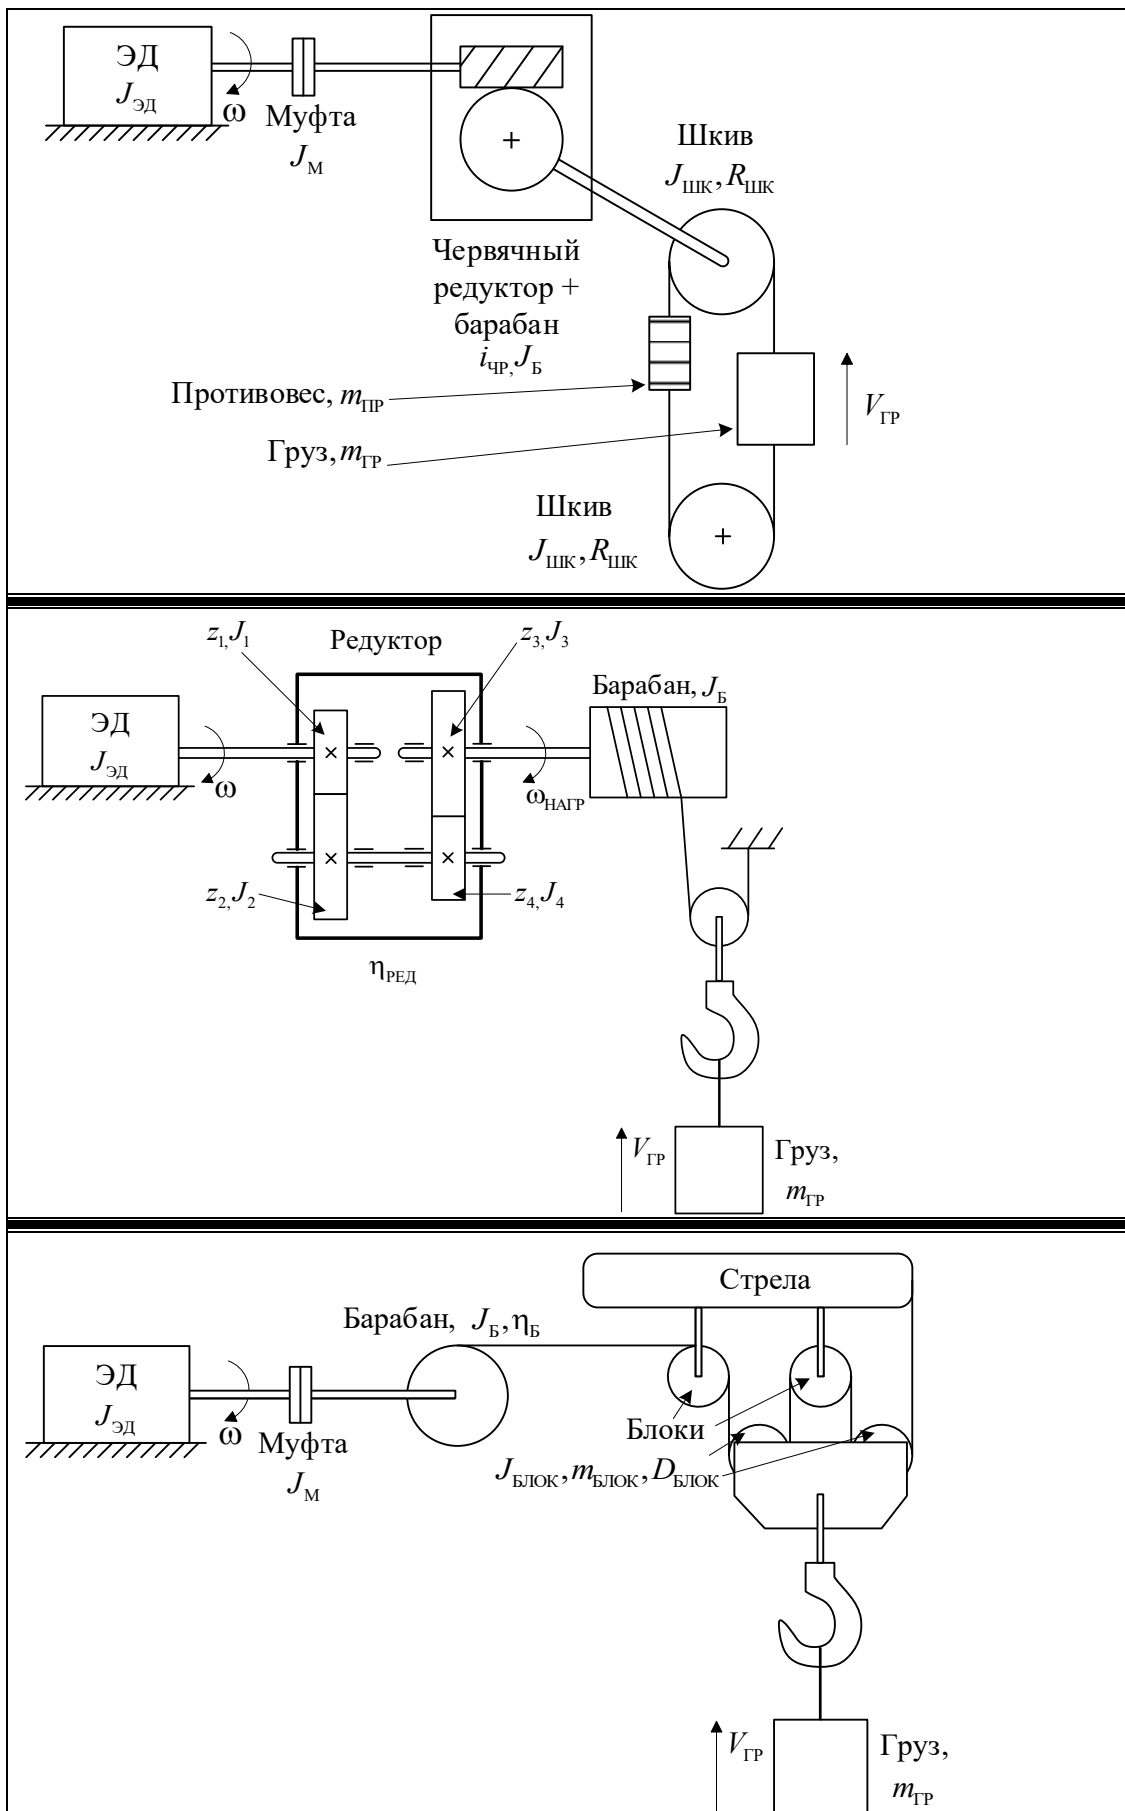 ЭД
J_ЭД
ω
Муфта
J_М
Червячный
редуктор +
барабан
i_ЧР, J_Б
Шкив
J_ШК, R_ШК
Противовес, m_ПР
Груз, m_ГР
V_ГР
Шкив
J_ШК, R_ШК
z_1, J_1
Редуктор
z_3, J_3
ЭД
J_ЭД
ω
ω_НАГР
Барабан, J_Б
z_2, J_2
z_4, J_4
η_РЕД
V_ГР
Груз,
m_ГР
Стрела
Барабан, J_Б, η_Б
ЭД
J_ЭД
ω
Муфта
J_М
Блоки
J_БЛОК, m_БЛОК, D_БЛОК
V_ГР
Груз,
m_ГР